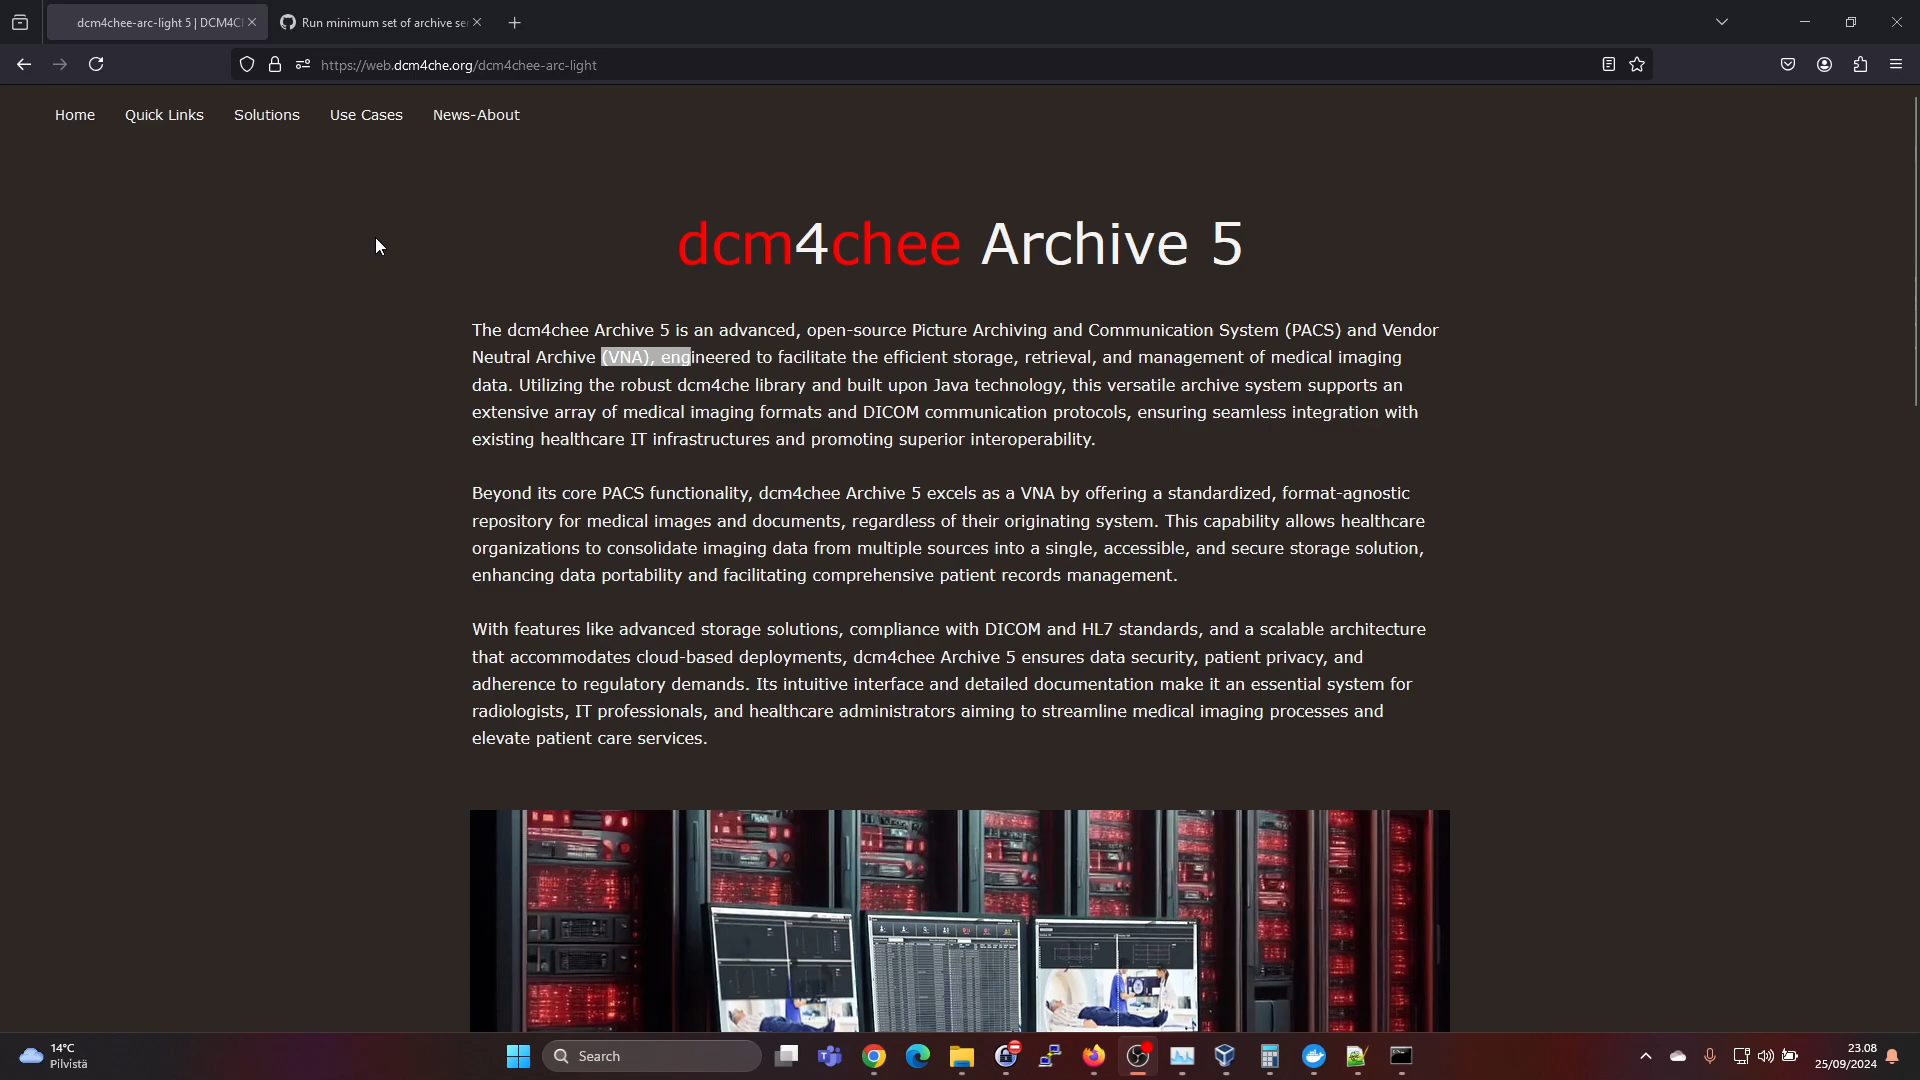 dcm4chee-arc-light 5 | DCM4C
Run minimum set of archive se
https://web.dcm4che.org/dcm4chee-arc-light
Home
Quick Links
Solutions
Use Cases
News-About
dcm4chee Archive 5
The dcm4chee Archive 5 is an advanced, open-source Picture Archiving and Communication System (PACS) and Vendor
Neutral Archive (VNA), engineered to facilitate the efficient storage, retrieval, and management of medical imaging
data. Utilizing the robust dcm4che library and built upon Java technology, this versatile archive system supports an
extensive array of medical imaging formats and DICOM communication protocols, ensuring seamless integration with
existing healthcare IT infrastructures and promoting superior interoperability.
Beyond its core PACS functionality, dcm4chee Archive 5 excels as a VNA by offering a standardized, format-agnostic
repository for medical images and documents, regardless of their originating system. This capability allows healthcare
organizations to consolidate imaging data from multiple sources into a single, accessible, and secure storage solution,
enhancing data portability and facilitating comprehensive patient records management.
With features like advanced storage solutions, compliance with DICOM and HL7 standards, and a scalable architecture
that accommodates cloud-based deployments, dcm4chee Archive 5 ensures data security, patient privacy, and
adherence to regulatory demands. Its intuitive interface and detailed documentation make it an essential system for
radiologists, IT professionals, and healthcare administrators aiming to streamline medical imaging processes and
elevate patient care services.
14°C
Pilvistä
Search
23.08
25/09/2024